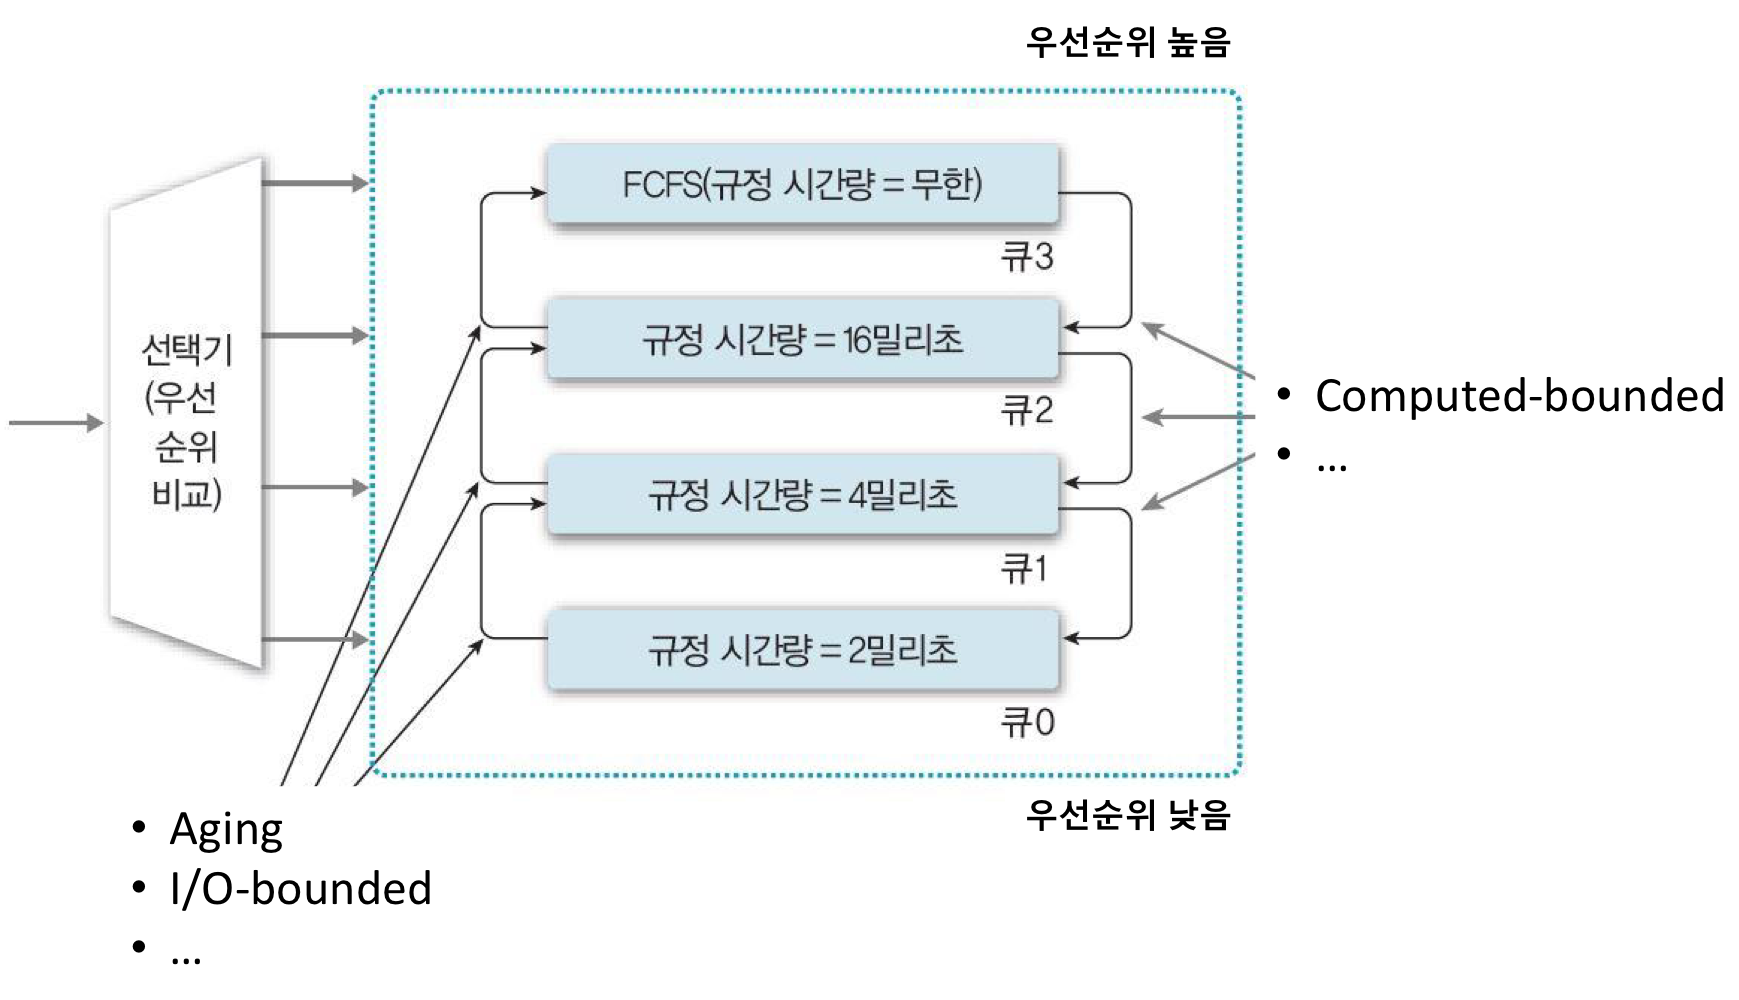 우선순위 높음
FCFS(규정 시간량 = 무한)
큐3
규정 시간량 = 16밀리초
큐2
규정 시간량 = 4밀리초
큐1
규정 시간량 = 2밀리초
큐0
우선순위 낮음
선택기
(우선
순위
비교)
• Computed-bounded
• ...
• Aging
• I/O-bounded
• ...